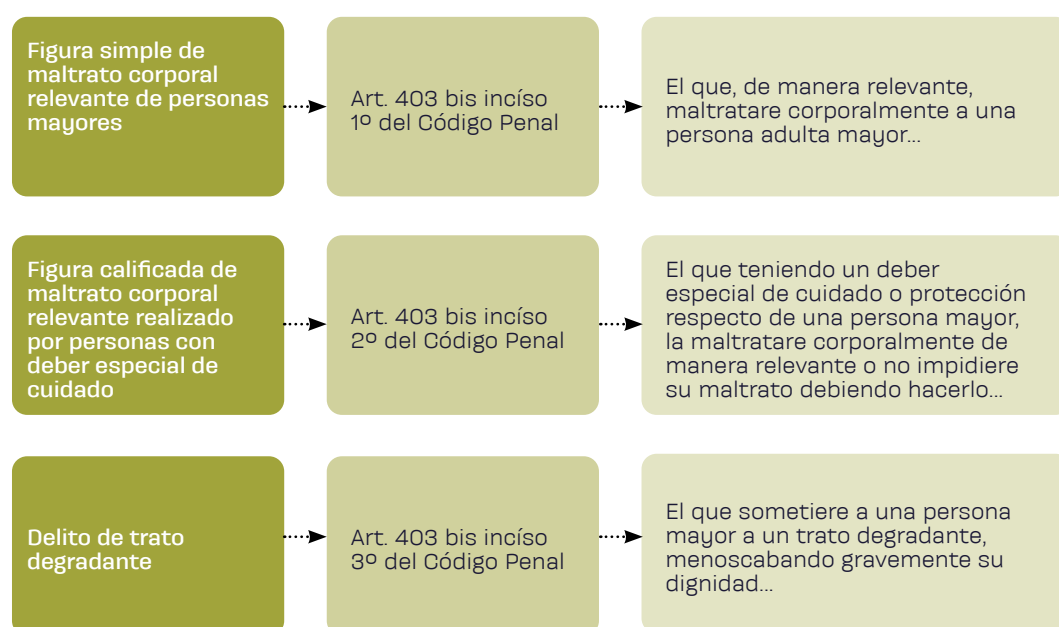 Figura simple de
maltrato corporal
relevante de personas
mayores
Art. 403 bis incíso
1º del Código Penal
El que, de manera relevante,
maltratare corporalmente a una
persona adulta mayor...
Figura calificada de
maltrato corporal
relevante realizado
por personas con
deber especial de
cuidado
Art. 403 bis incíso
2º del Código Penal
El que teniendo un deber
especial de cuidado o protección
respecto de una persona mayor,
la maltratare corporalmente de
manera relevante o no impidiere
su maltrato debiendo hacerlo...
Delito de trato
degradante
Art. 403 bis incíso
3º del Código Penal
El que sometiere a una persona
mayor a un trato degradante,
menoscabando gravemente su
dignidad...